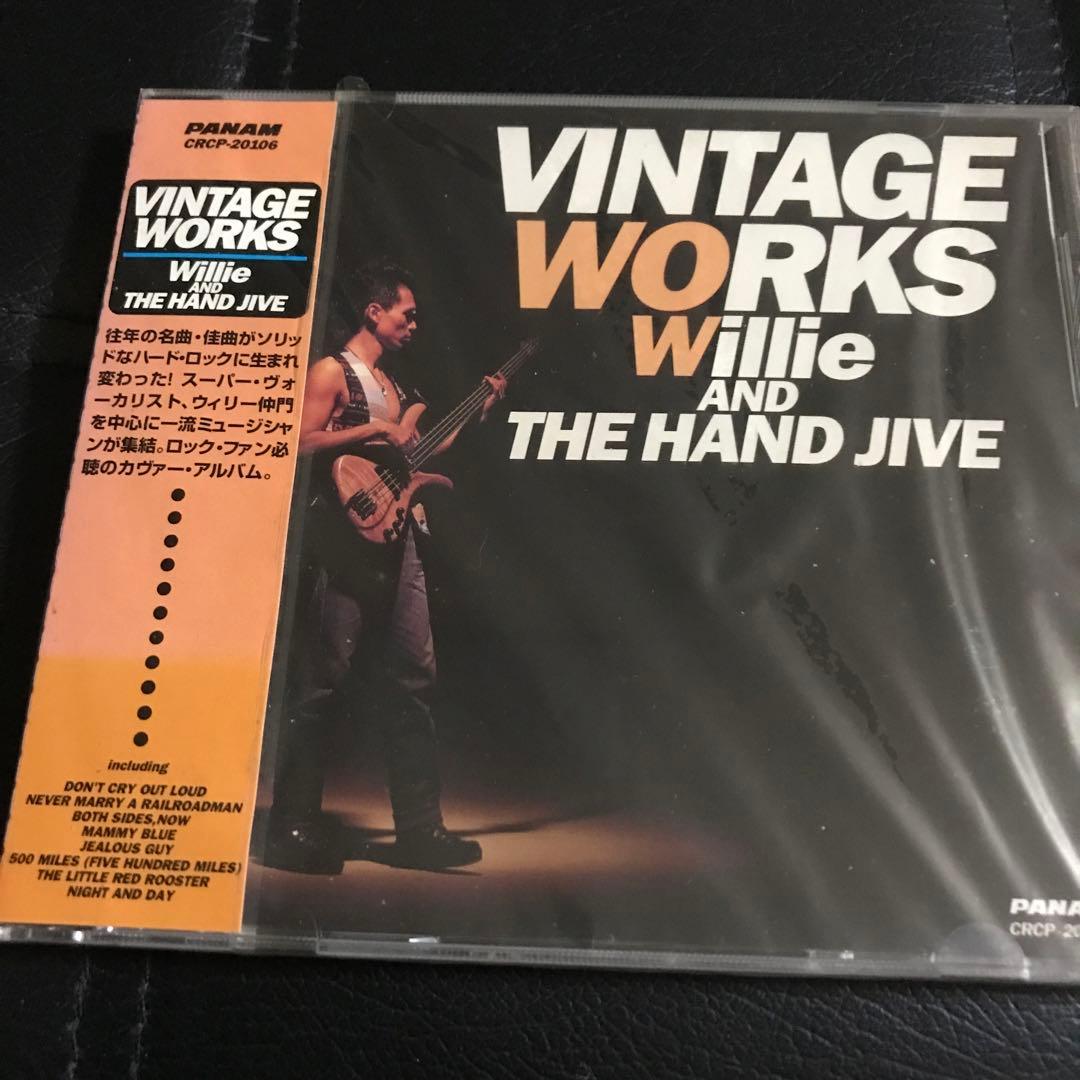 PANAM
CRCP-20106
VINTAGE
WORKS
Willie
AND
THE HAND JIVE
往年の名曲・佳曲がソリッ
ドなハード・ロックに生まれ
変わった! スーパー・ヴォ
ーカリスト、ウィリー仲門
を中心に一流ミュージシャ
ンが集結。ロック・ファン必
聴のカヴァー・アルバム。
including
DON'T CRY OUT LOUD
NEVER MARRY A RAILROADMAN
BOTH SIDES,NOW
MAMMY BLUE
JEALOUS GUY
500 MILES (FIVE HUNDRED MILES)
THE LITTLE RED ROOSTER
NIGHT AND DAY
VINTAGE
WORKS
Willie
AND
THE HAND JIVE
PANA
CRCP-20